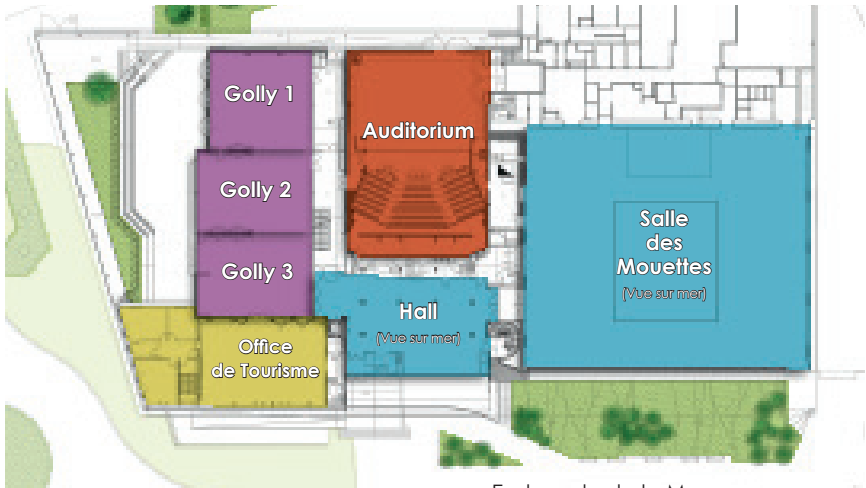 Golly 1
Auditorium
Golly 2
Golly 3
Salle
des
Mouettes
(Vue sur mer)
Hall
(Vue sur mer)
Office
de Tourisme